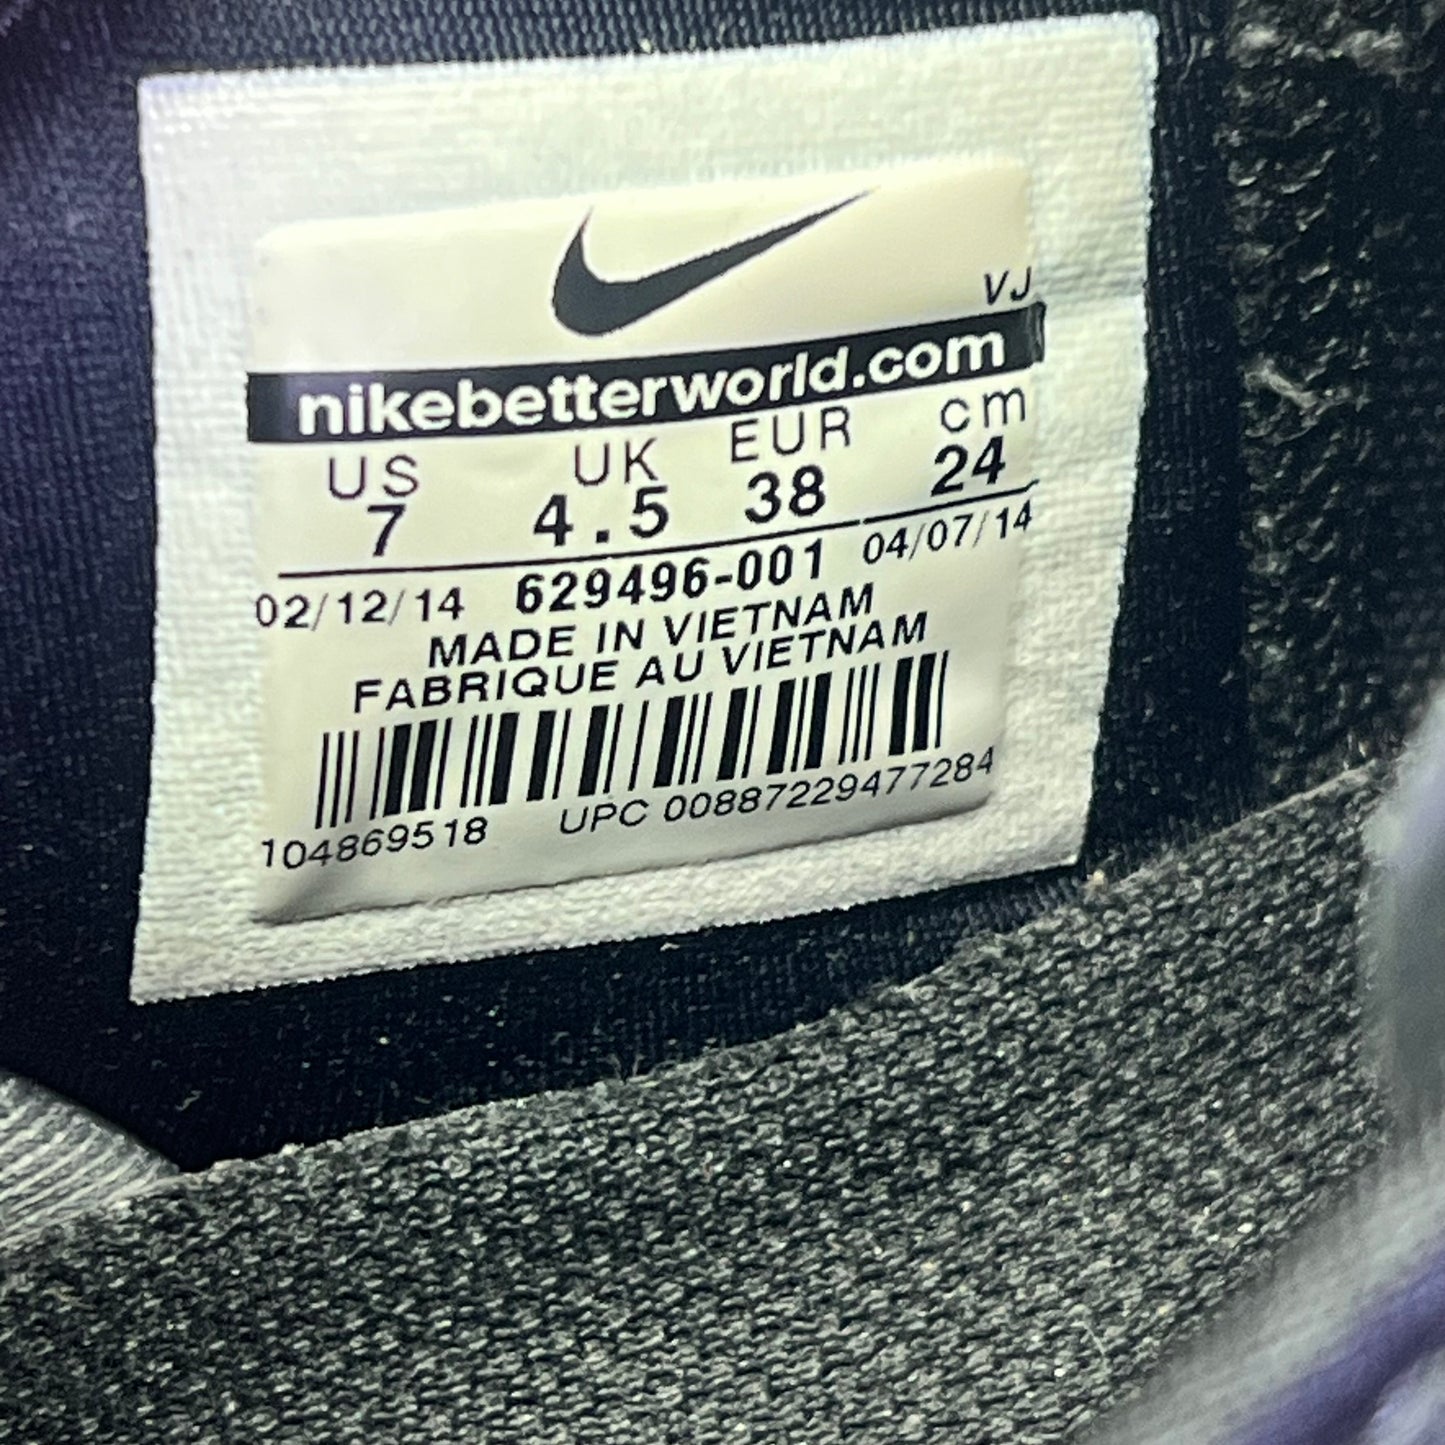 VJ
nikebetterworld.com
US UK EUR cm
7 4.5 38 24
02/12/14 629496-001 04/07/14
MADE IN VIETNAM
FABRIQUE AU VIETNAM
104869518 UPC 00887229477284